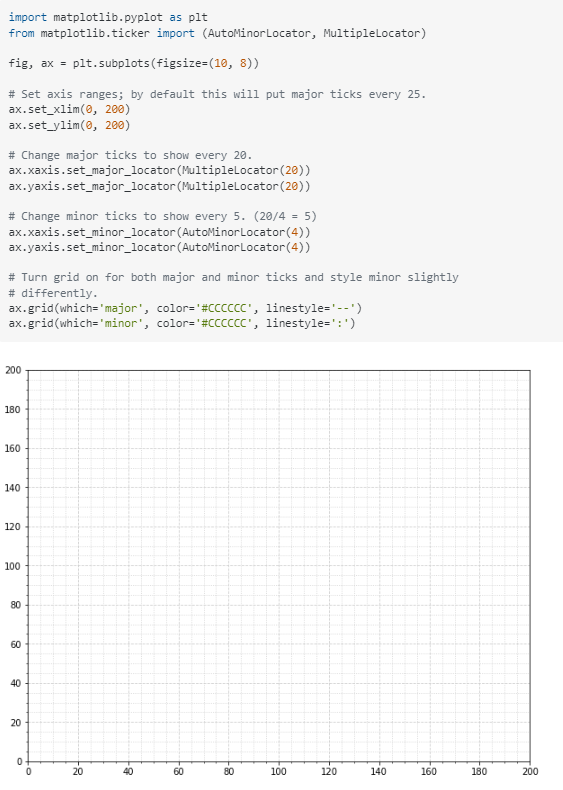 import matplotlib.pyplot as plt
from matplotlib.ticker import (AutoMinorLocator, MultipleLocator)
fig, ax = plt.subplots(figsize=(10, 8))
# Set axis ranges; by default this will put major ticks every 25.
ax.set_xlim(0, 200)
ax.set_ylim(0, 200)
# Change major ticks to show every 20.
ax.xaxis.set_major_locator(MultipleLocator(20))
ax.yaxis.set_major_locator(MultipleLocator(20))
# Change minor ticks to show every 5. (20/4 = 5)
ax.xaxis.set_minor_locator(AutoMinorLocator(4))
ax.yaxis.set_minor_locator(AutoMinorLocator(4))
# Turn grid on for both major and minor ticks and style minor slightly
# differently.
ax.grid(which='major', color='#CCCCCC', linestyle='--')
ax.grid(which='minor', color='#CCCCCC', linestyle=':')
200
180
160
140
120
100
80
60
40
20
0
0 20 40 60 80 100 120 140 160 180 200